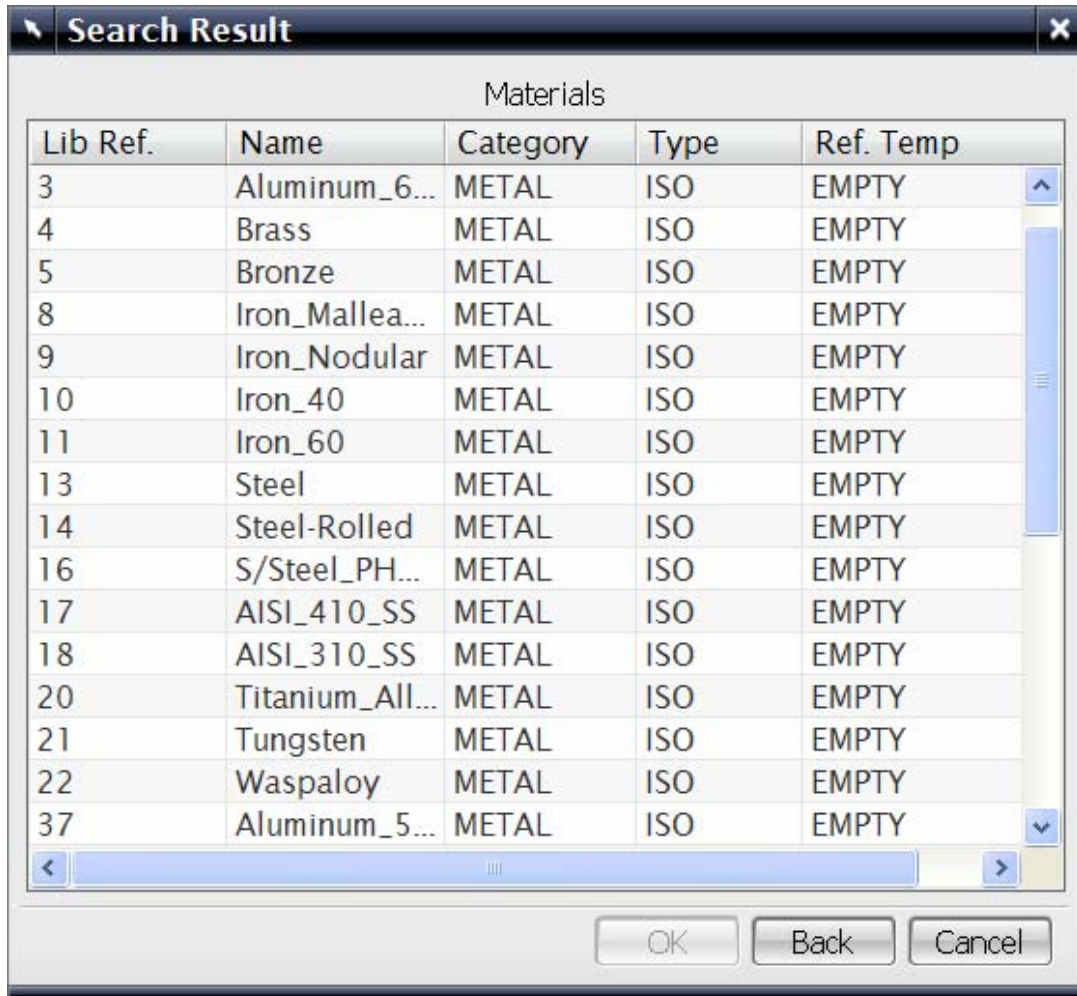 Search Result
Materials
Lib Ref. Name Category Type Ref. Temp
3 Aluminum_6... METAL ISO EMPTY
4 Brass METAL ISO EMPTY
5 Bronze METAL ISO EMPTY
8 Iron_Mallea... METAL ISO EMPTY
9 Iron_Nodular METAL ISO EMPTY
10 Iron_40 METAL ISO EMPTY
11 Iron_60 METAL ISO EMPTY
13 Steel METAL ISO EMPTY
14 Steel-Rolled METAL ISO EMPTY
16 S/Steel_PH... METAL ISO EMPTY
17 AISI_410_SS METAL ISO EMPTY
18 AISI_310_SS METAL ISO EMPTY
20 Titanium_All... METAL ISO EMPTY
21 Tungsten METAL ISO EMPTY
22 Waspaloy METAL ISO EMPTY
37 Aluminum_5... METAL ISO EMPTY
OK Back Cancel